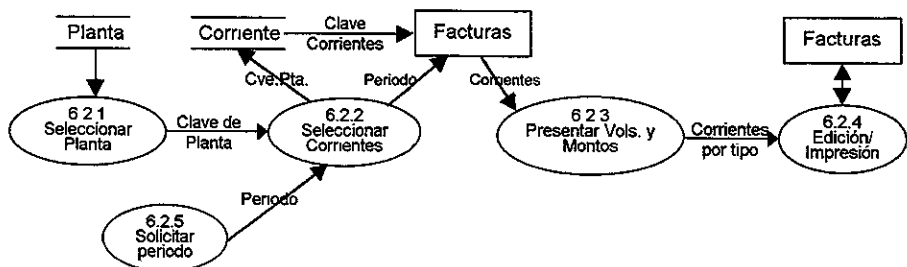 Planta
Corriente
Clave
Corrientes
Facturas
Facturas
Cve.Pta.
Periodo
Corrientes
6 2 1
Seleccionar
Planta
Clave de
Planta
6.2.2
Seleccionar
Corrientes
6 2 3
Presentar Vols. y
Montos
Corrientes
por tipo
6.2.4
Edición/
Impresión
Periodo
6.2.5
Solicitar
periodo